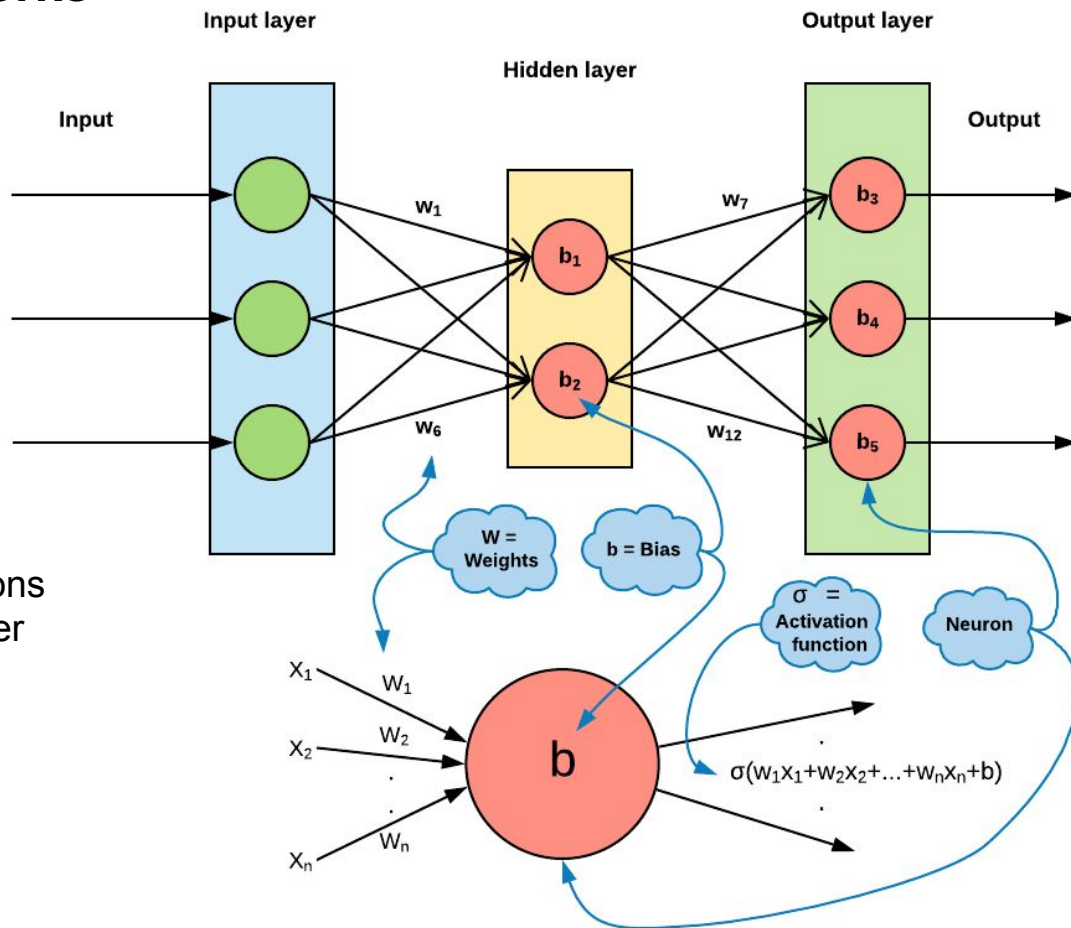 Input layer
Output layer
Hidden layer
Input
Output
w₁
w₇
b₃
b₁
b₄
b₂
w₆
w₁₂
b₅
W =
Weights
b = Bias
σ =
Activation
function
Neuron
ons
er
X₁
W₁
X₂
W₂
.
.
Xₙ
Wₙ
b
.
σ(w₁x₁+w₂x₂+...+wₙxₙ+b)
.